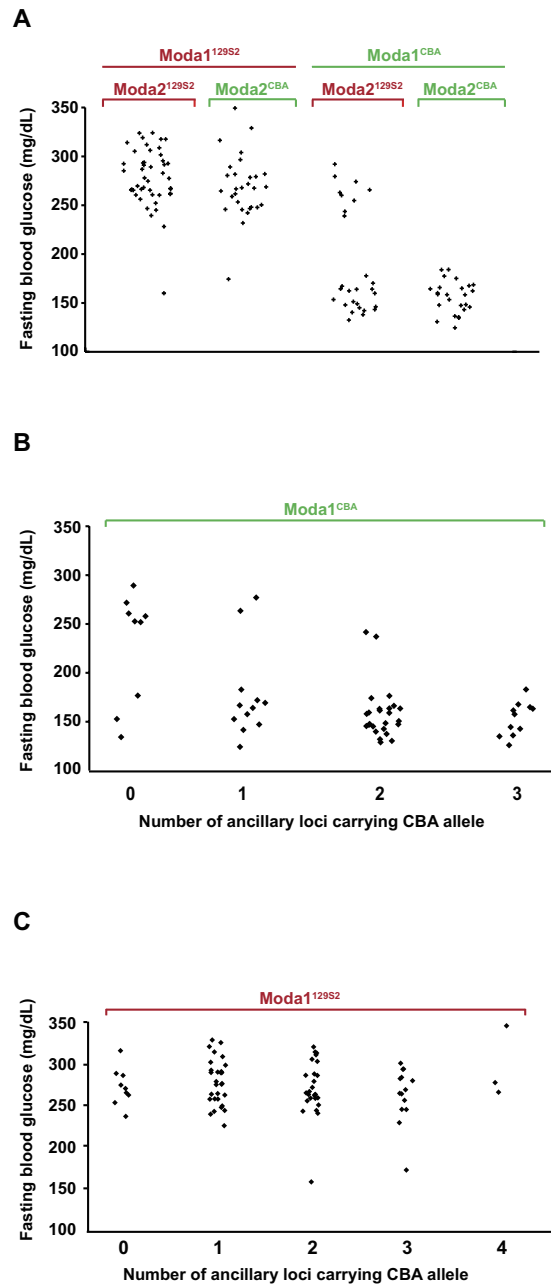 A
Moda1129S2 Moda1CBA
Moda2129S2 Moda2CBA Moda2129S2 Moda2CBA
Fasting blood glucose (mg/dL)
350
300
250
200
150
100
B
Moda1CBA
Fasting blood glucose (mg/dL)
350
300
250
200
150
100
0 1 2 3
Number of ancillary loci carrying CBA allele
C
Moda1129S2
Fasting blood glucose (mg/dL)
350
300
250
200
150
100
0 1 2 3 4
Number of ancillary loci carrying CBA allele